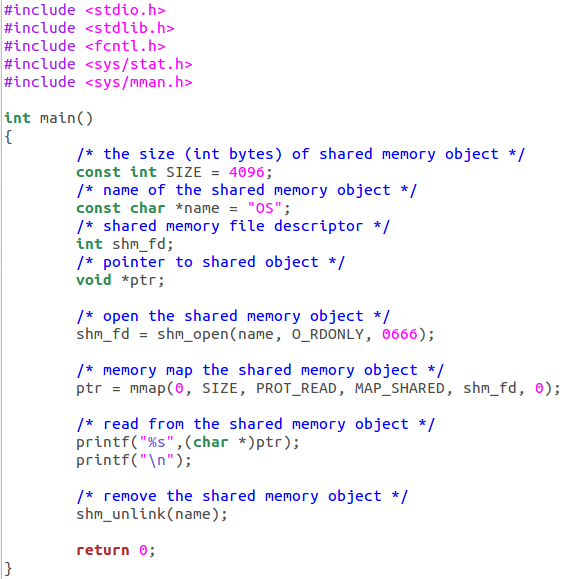 #include <stdio.h>
#include <stdlib.h>
#include <fcntl.h>
#include <sys/stat.h>
#include <sys/mman.h>

int main()
{
        /* the size (int bytes) of shared memory object */
        const int SIZE = 4096;
        /* name of the shared memory object */
        const char *name = "OS";
        /* shared memory file descriptor */
        int shm_fd;
        /* pointer to shared object */
        void *ptr;

        /* open the shared memory object */
        shm_fd = shm_open(name, O_RDONLY, 0666);

        /* memory map the shared memory object */
        ptr = mmap(0, SIZE, PROT_READ, MAP_SHARED, shm_fd, 0);

        /* read from the shared memory object */
        printf("%s",(char *)ptr);
        printf("\n");

        /* remove the shared memory object */
        shm_unlink(name);

        return 0;
}